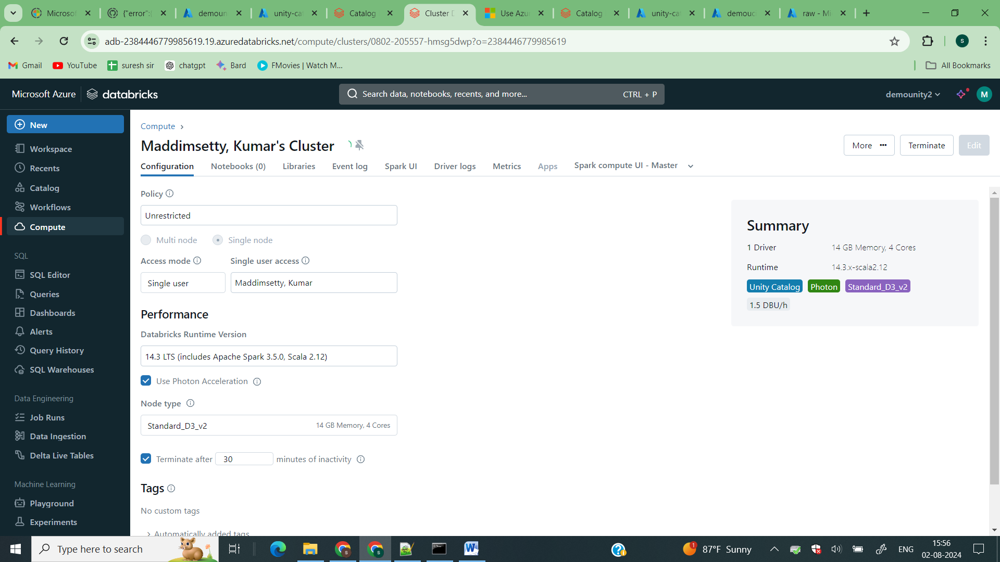 Microsof
{"error":{
demoun
unity-cat
Catalog
Cluster D
Use Azur
Catalog
unity-cat
demouc
raw - Mi
adb-2384446779985619.19.azuredatabricks.net/compute/clusters/0802-205557-hmsg5dwp?o=2384446779985619
S
Gmail
YouTube
suresh sir
chatgpt
Bard
FMovies | Watch M...
All Bookmarks
Microsoft Azure
databricks
Search data, notebooks, recents, and more...
CTRL + P
demounity2
M
New
Workspace
Recents
Catalog
Workflows
Compute
SQL
SQL Editor
Queries
Dashboards
Alerts
Query History
SQL Warehouses
Data Engineering
Job Runs
Data Ingestion
Delta Live Tables
Machine Learning
Playground
Experiments
Compute
Maddimsetty, Kumar's Cluster
More
Terminate
Edit
Configuration
Notebooks (0)
Libraries
Event log
Spark UI
Driver logs
Metrics
Apps
Spark compute UI - Master
Policy
Unrestricted
Multi node
Single node
Access mode
Single user access
Single user
Maddimsetty, Kumar
Performance
Databricks Runtime Version
14.3 LTS (includes Apache Spark 3.5.0, Scala 2.12)
Use Photon Acceleration
Node type
Standard_D3_v2
14 GB Memory, 4 Cores
Terminate after 30 minutes of inactivity
Tags
No custom tags
Automatically added tags
Summary
1 Driver
14 GB Memory, 4 Cores
Runtime
14.3.x-scala2.12
Unity Catalog
Photon
Standard_D3_v2
1.5 DBU/h
Type here to search
1
87°F Sunny
ENG
15:56
02-08-2024